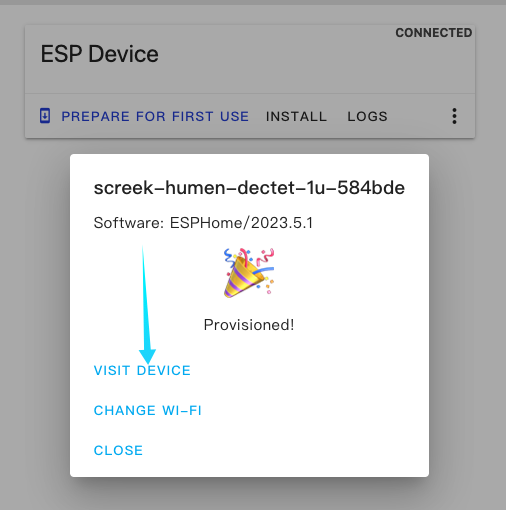 CONNECTED
ESP Device
PREPARE FOR FIRST USE INSTALL LOGS
screek-humen-dectet-1u-584bde
Software: ESPHome/2023.5.1
Provisioned!
VISIT DEVICE
CHANGE WI-FI
CLOSE